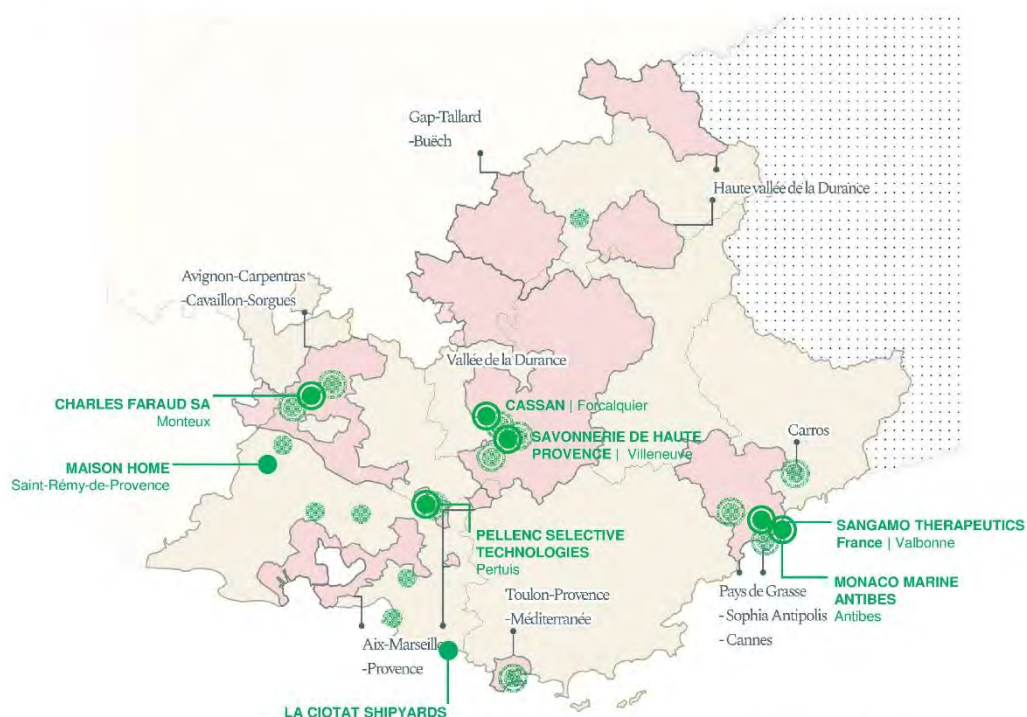 Gap-Tallard
-Buëch
Haute vallée de la Durance
Avignon-Carpentras
-Cavaillon-Sorgues
Vallée de la Durance
CHARLES FARAUD SA
Monteux
CASSAN | Forcalquier
SAVONNERIE DE HAUTE
PROVENCE | Villeneuve
Carros
MAISON HOME
Saint-Rémy-de-Provence
PELLENC SELECTIVE
TECHNOLOGIES
Pertuis
SANGAMO THERAPEUTICS
France | Valbonne
MONACO MARINE
ANTIBES
Antibes
Pays de Grasse
- Sophia Antipolis
- Cannes
Toulon-Provence
-Méditerranée
Aix-Marseille
-Provence
LA CIOTAT SHIPYARDS